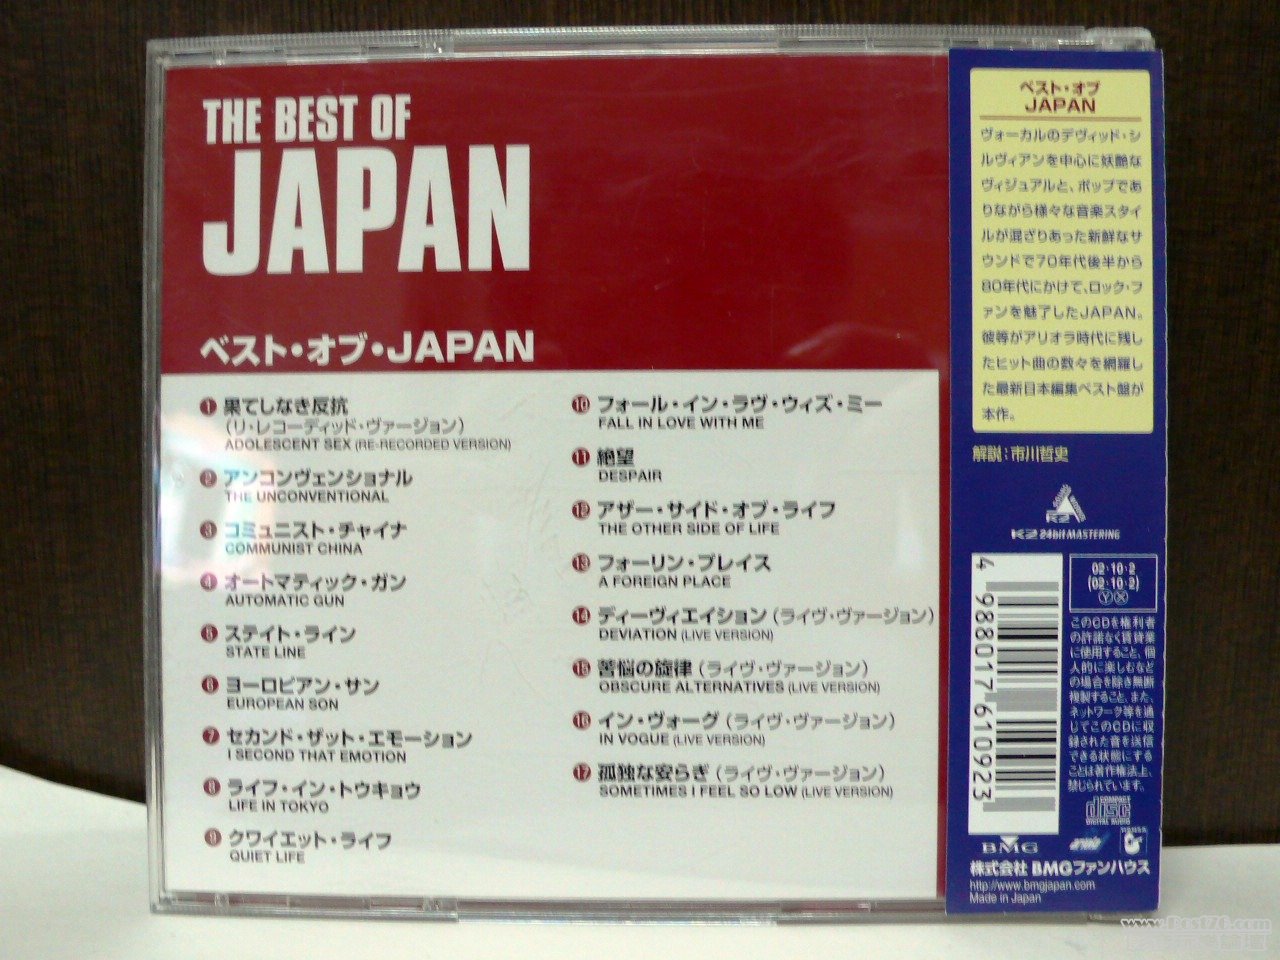 THE BEST OF
JAPAN
ベスト・オブ・JAPAN
1 果てしなき反抗
(リ・レコーディッド・ヴァージョン)
ADOLESCENT SEX (RE-RECORDED VERSION)
2 アンコンヴェンショナル
THE UNCONVENTIONAL
3 コミュニスト・チャイナ
COMMUNIST CHINA
4 オートマティック・ガン
AUTOMATIC GUN
5 ステイト・ライン
STATE LINE
6 ヨーロピアン・サン
EUROPEAN SON
7 セカンド・ザット・エモーション
I SECOND THAT EMOTION
8 ライフ・イン・トウキョウ
LIFE IN TOKYO
9 クワイエット・ライフ
QUIET LIFE
10 フォール・イン・ラヴ・ウィズ・ミー
FALL IN LOVE WITH ME
11 絶望
DESPAIR
12 アザー・サイド・オブ・ライフ
THE OTHER SIDE OF LIFE
13 フォーリン・プレイス
A FOREIGN PLACE
14 ディーヴィエイション (ライヴ・ヴァージョン)
DEVIATION (LIVE VERSION)
15 苦悩の旋律 (ライヴ・ヴァージョン)
OBSCURE ALTERNATIVES (LIVE VERSION)
16 イン・ヴォーグ (ライヴ・ヴァージョン)
IN VOGUE (LIVE VERSION)
17 孤独な安らぎ (ライヴ・ヴァージョン)
SOMETIMES I FEEL SO LOW (LIVE VERSION)
ベスト・オブ
JAPAN
ヴォーカルのデヴィッド・シ
ルヴィアンを中心に妖艶な
ヴィジュアルと、ポップであ
りながら様々な音楽スタイ
ルが混ざりあった新鮮なサ
ウンドで70年代後半から
80年代にかけて、ロック・フ
ァンを魅了したJAPAN。
彼等がアリオラ時代に残し
たヒット曲の数々を網羅し
た最新日本編集ベスト盤が
本作。
解説:市川哲史
K2
K2 24bit MASTERING
4 988017 610923
02・10・2
(02・10・2)
Ⓨ Ⓧ
このCDを権利者
の許諾なく賃貸業
に使用すること、個
人的に楽しむなど
の場合を除き無断
複製すること、また、
ネットワーク等を通
じてこのCDに収
録された音を送信
できる状態にする
ことは著作権法上、
禁じられています。
COMPACT
disc
DIGITAL AUDIO
BMG
株式会社 BMGファンハウス
http://www.bmgjapan.com
Made in Japan